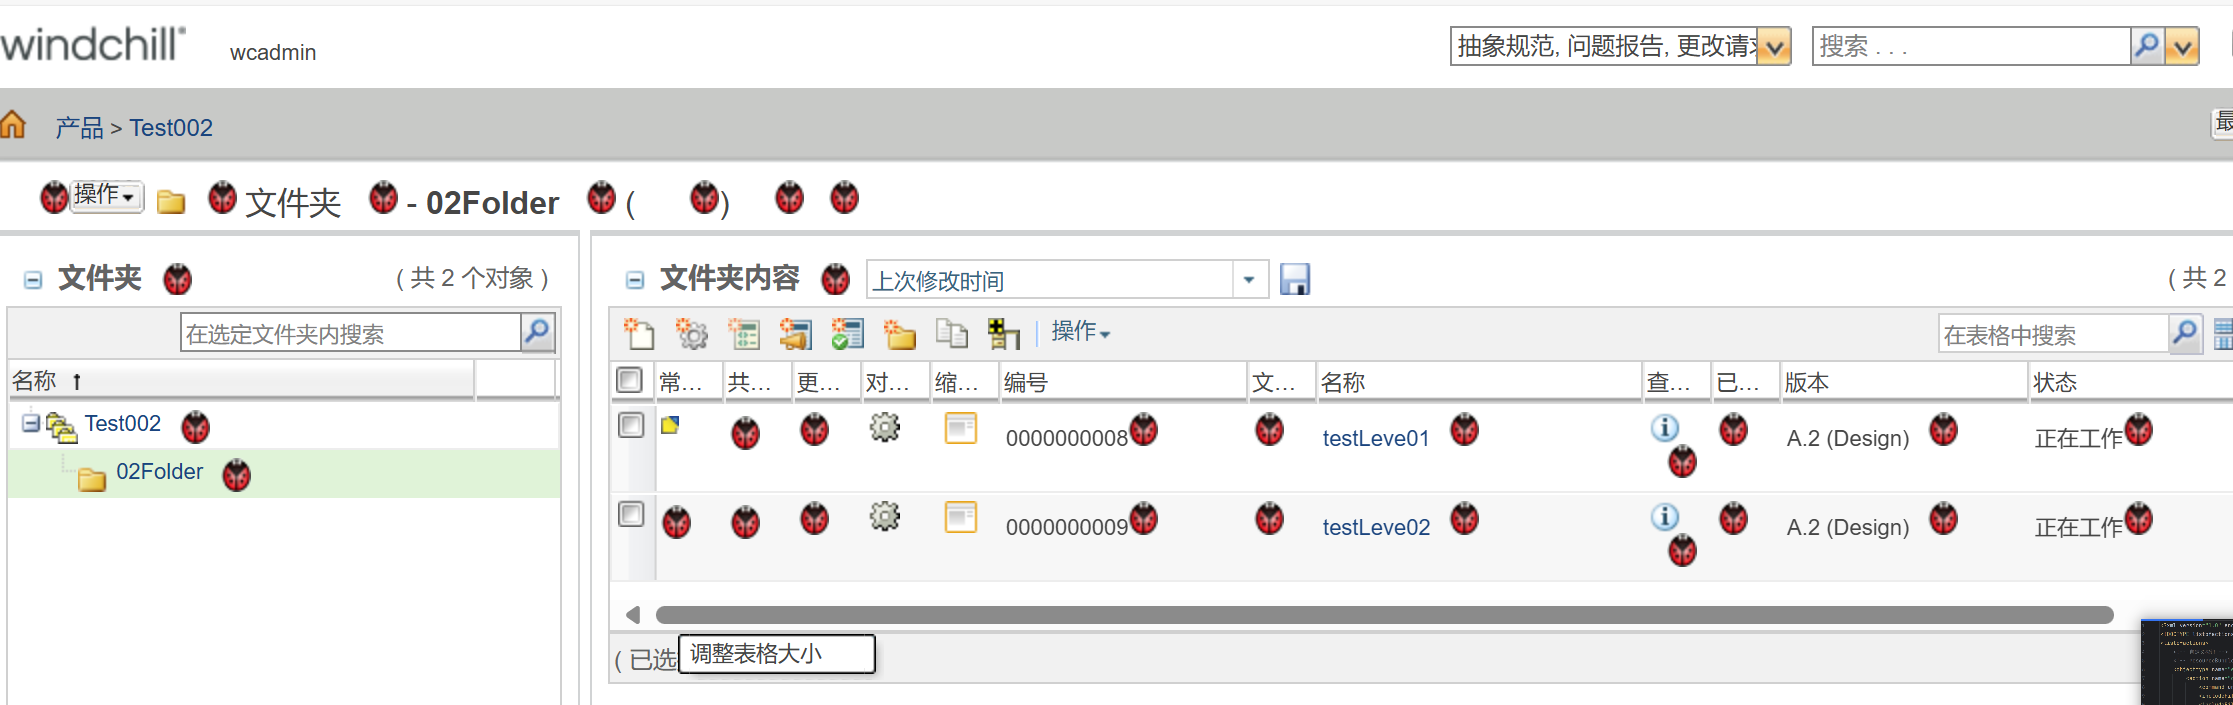 windchill®
wcadmin
抽象规范, 问题报告, 更改请
搜索 . . .
产品 > Test002
操作
文件夹 - 02Folder ( )
文件夹 ( 共 2 个对象 )
在选定文件夹内搜索
名称 ↑
Test002
02Folder
文件夹内容 上次修改时间 ( 共 2
操作
在表格中搜索
常... 共... 更... 对... 缩... 编号 文... 名称 查... 已... 版本 状态
0000000008 testLeve01 A.2 (Design) 正在工作
0000000009 testLeve02 A.2 (Design) 正在工作
( 已选
调整表格大小